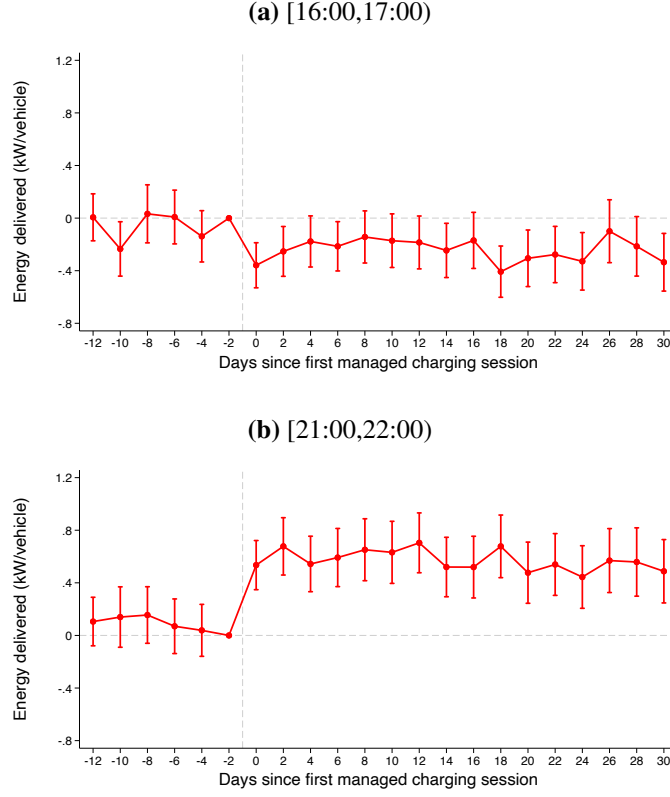 (a) [16:00,17:00)
Energy delivered (kW/vehicle)
1.2
.8
.4
0
-.4
-.8
-12 -10 -8 -6 -4 -2 0 2 4 6 8 10 12 14 16 18 20 22 24 26 28 30
Days since first managed charging session
(b) [21:00,22:00)
Energy delivered (kW/vehicle)
1.2
.8
.4
0
-.4
-.8
-12 -10 -8 -6 -4 -2 0 2 4 6 8 10 12 14 16 18 20 22 24 26 28 30
Days since first managed charging session